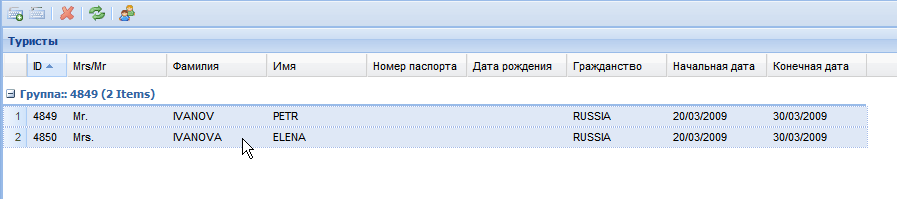 Туристы
ID Mrs/Mr Фамилия Имя Номер паспорта Дата рождения Гражданство Начальная дата Конечная дата
Группа:: 4849 (2 Items)
1 4849 Mr. IVANOV PETR RUSSIA 20/03/2009 30/03/2009
2 4850 Mrs. IVANOVA ELENA RUSSIA 20/03/2009 30/03/2009